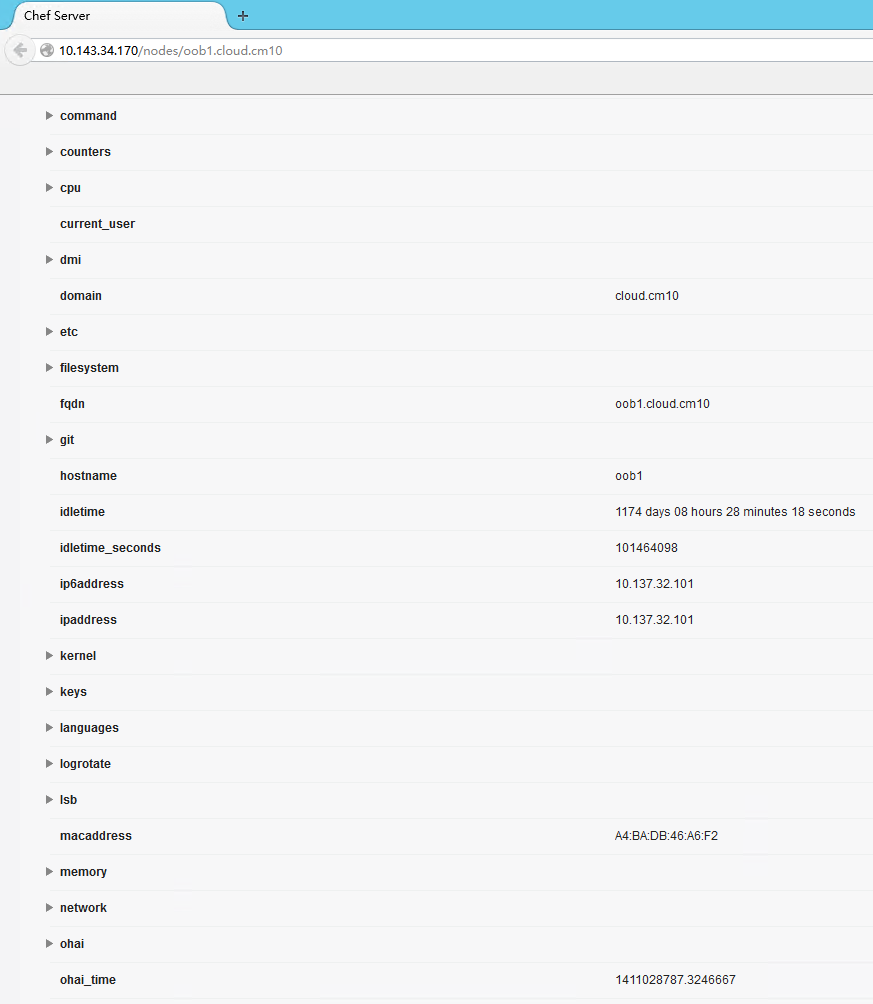 Chef Server
10.143.34.170/nodes/oob1.cloud.cm10
command
counters
cpu
current_user
dmi
domain cloud.cm10
etc
filesystem
fqdn oob1.cloud.cm10
git
hostname oob1
idletime 1174 days 08 hours 28 minutes 18 seconds
idletime_seconds 101464098
ip6address 10.137.32.101
ipaddress 10.137.32.101
kernel
keys
languages
logrotate
lsb
macaddress A4:BA:DB:46:A6:F2
memory
network
ohai
ohai_time 1411028787.3246667